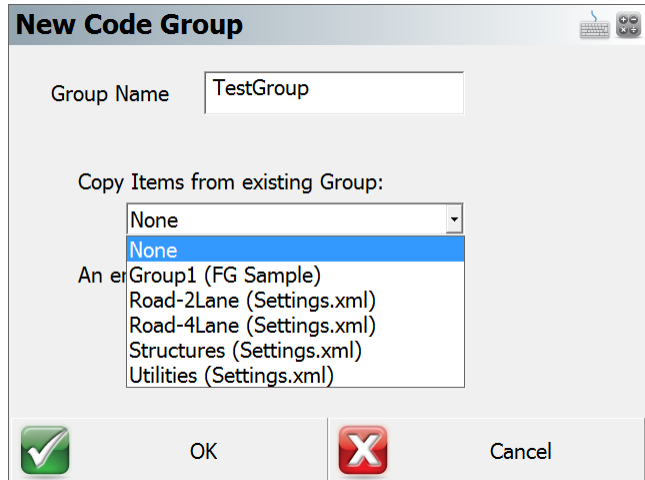 New Code Group
Group Name
TestGroup
Copy Items from existing Group:
None
None
An
Group1 (FG Sample)
Road-2Lane (Settings.xml)
Road-4Lane (Settings.xml)
Structures (Settings.xml)
Utilities (Settings.xml)
OK
Cancel